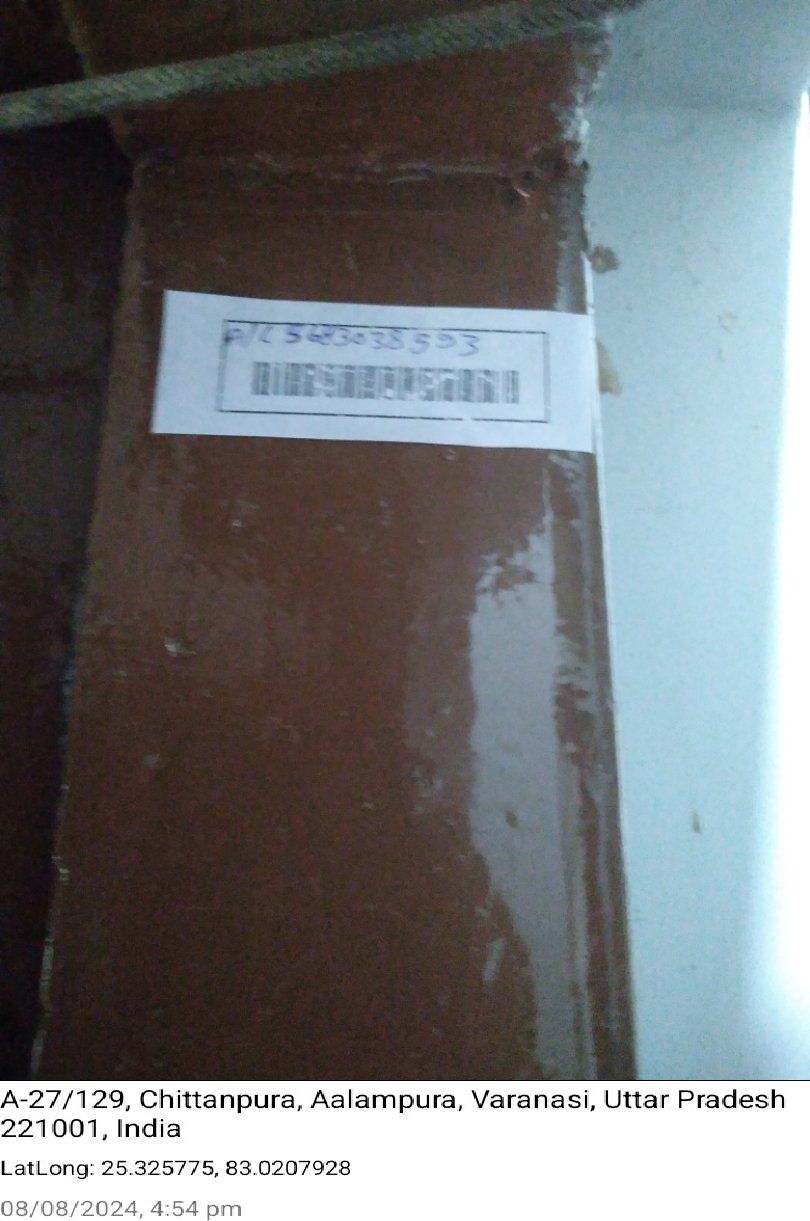 A/C 5683038593
A-27/129, Chittanpura, Aalampura, Varanasi, Uttar Pradesh
221001, India
LatLong: 25.325775, 83.0207928
08/08/2024, 4:54 pm